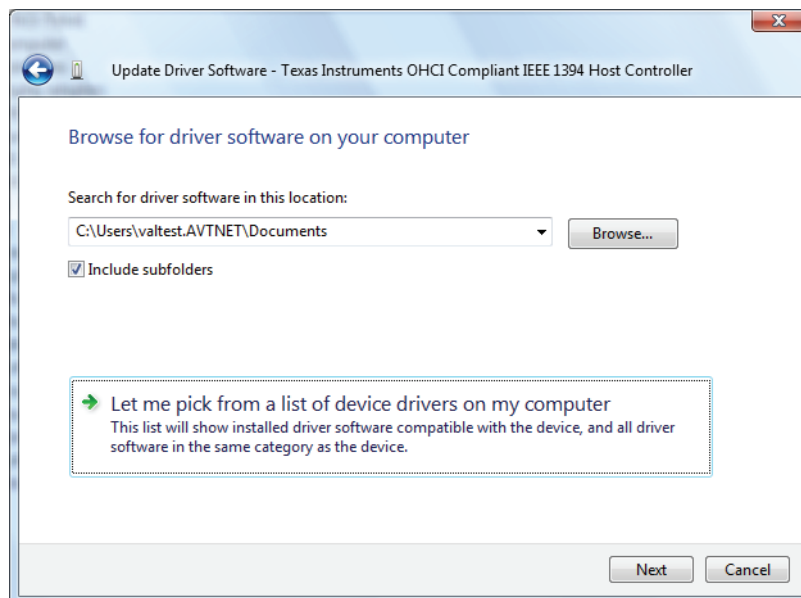 Update Driver Software - Texas Instruments OHCI Compliant IEEE 1394 Host Controller
Browse for driver software on your computer
Search for driver software in this location:
C:\Users\valtest.AVTNET\Documents
Browse...
Include subfolders
Let me pick from a list of device drivers on my computer
This list will show installed driver software compatible with the device, and all driver
software in the same category as the device.
Next
Cancel